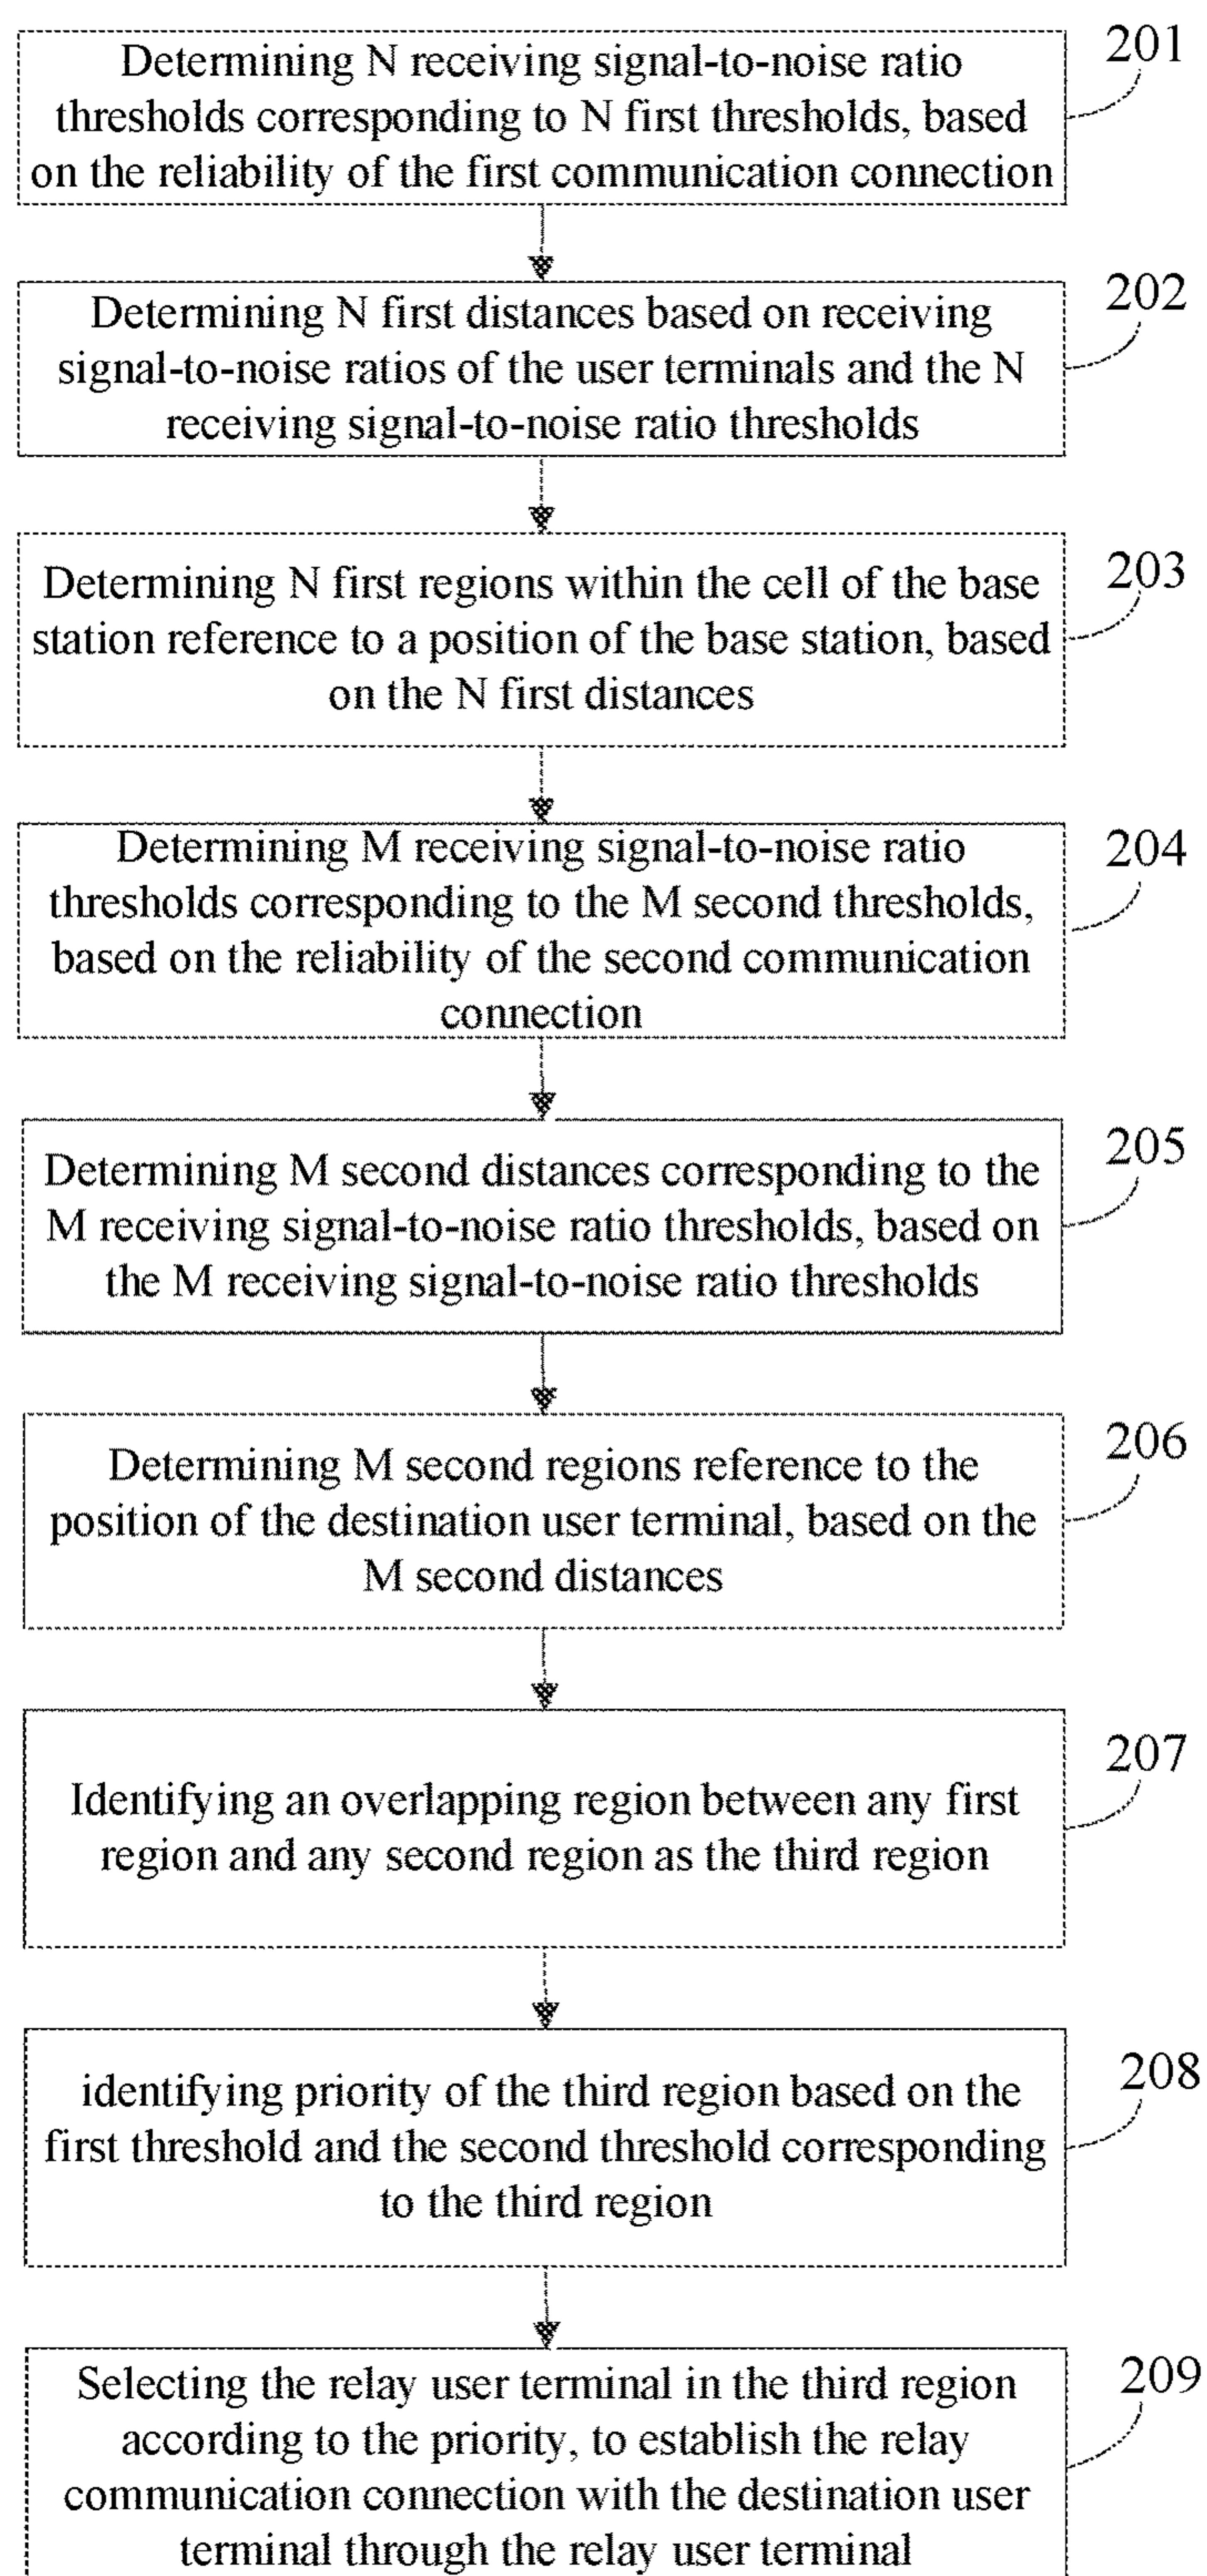 201
Determining N receiving signal-to-noise ratio
thresholds corresponding to N first thresholds, based
on the reliability of the first communication connection
202
Determining N first distances based on receiving
signal-to-noise ratios of the user terminals and the N
receiving signal-to-noise ratio thresholds
203
Determining N first regions within the cell of the base
station reference to a position of the base station, based
on the N first distances
204
Determining M receiving signal-to-noise ratio
thresholds corresponding to the M second thresholds,
based on the reliability of the second communication
connection
205
Determining M second distances corresponding to the
M receiving signal-to-noise ratio thresholds, based on
the M receiving signal-to-noise ratio thresholds
206
Determining M second regions reference to the
position of the destination user terminal, based on the
M second distances
207
Identifying an overlapping region between any first
region and any second region as the third region
208
identifying priority of the third region based on the
first threshold and the second threshold corresponding
to the third region
209
Selecting the relay user terminal in the third region
according to the priority, to establish the relay
communication connection with the destination user
terminal through the relay user terminal